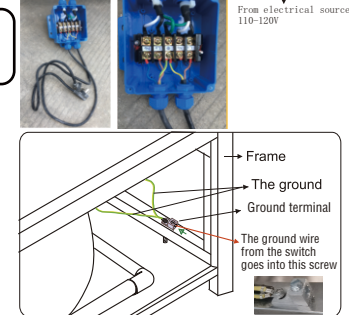 From electrical source
110-120V
Frame
The ground
Ground terminal
The ground wire
from the switch
goes into this screw